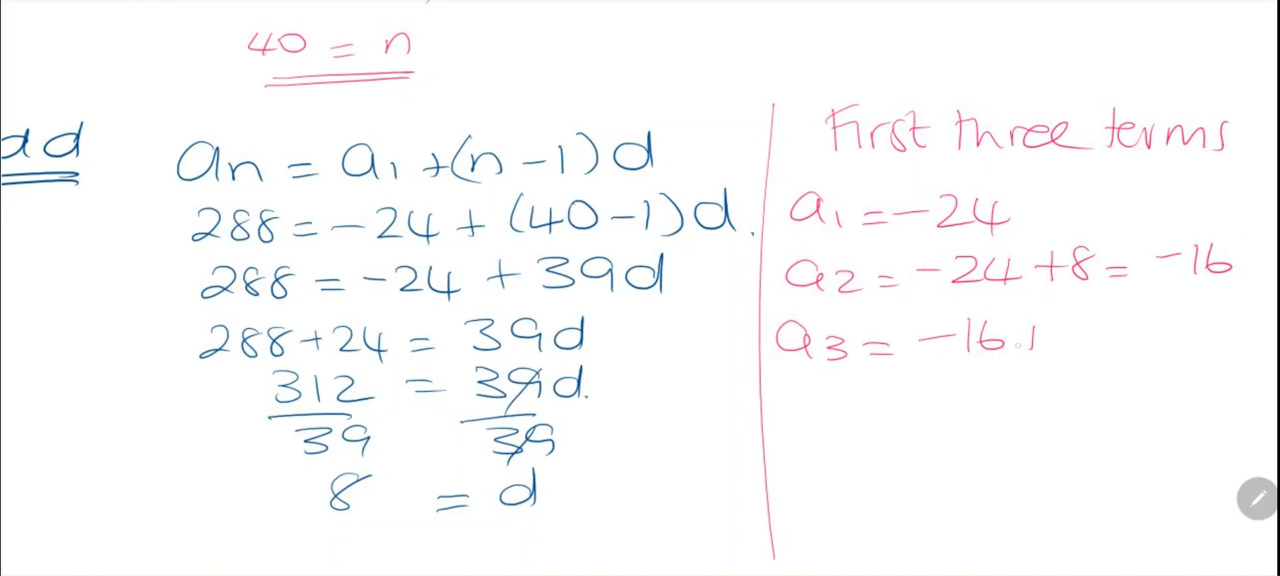 40 = n
ad
an = a1 + (n - 1) d
288 = -24 + (40 - 1) d.
288 = -24 + 39d
288 + 24 = 39d
312 = 39d.
39 39
8 = d
First three terms
a1 = -24
a2 = -24 + 8 = -16
a3 = -16.1